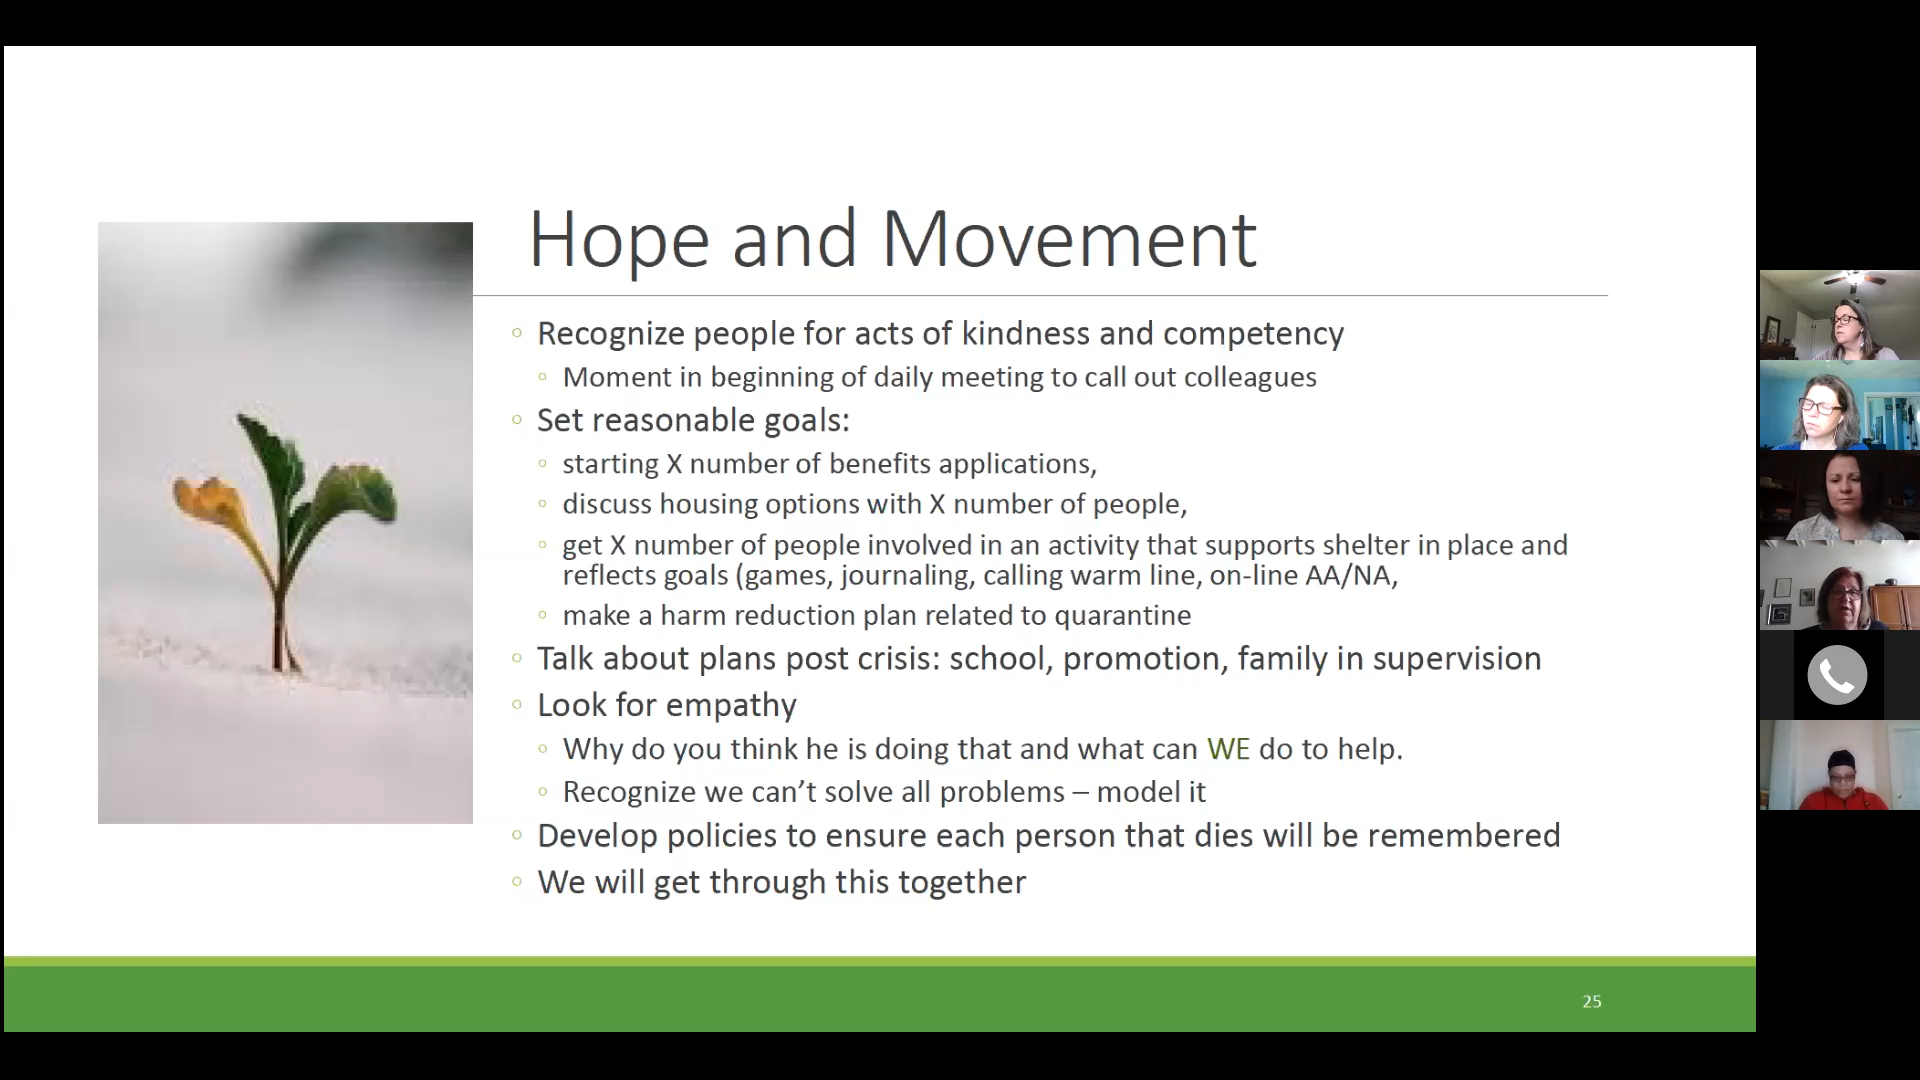 Hope and Movement
Recognize people for acts of kindness and competency
Moment in beginning of daily meeting to call out colleagues
Set reasonable goals:
starting X number of benefits applications,
discuss housing options with X number of people,
get X number of people involved in an activity that supports shelter in place and
reflects goals (games, journaling, calling warm line, on-line AA/NA,
make a harm reduction plan related to quarantine
Talk about plans post crisis: school, promotion, family in supervision
Look for empathy
Why do you think he is doing that and what can WE do to help.
Recognize we can’t solve all problems – model it
Develop policies to ensure each person that dies will be remembered
We will get through this together
25